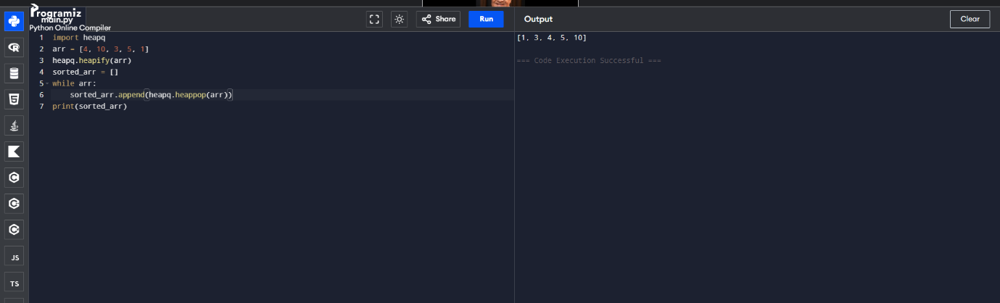 Programiz
main.py
Python Online Compiler
Share
Run
Output
Clear
1 import heapq
2 arr = [4, 10, 3, 5, 1]
3 heapq.heapify(arr)
4 sorted_arr = []
5 while arr:
6     sorted_arr.append(heapq.heappop(arr))
7 print(sorted_arr)
[1, 3, 4, 5, 10]
=== Code Execution Successful ===
JS
TS